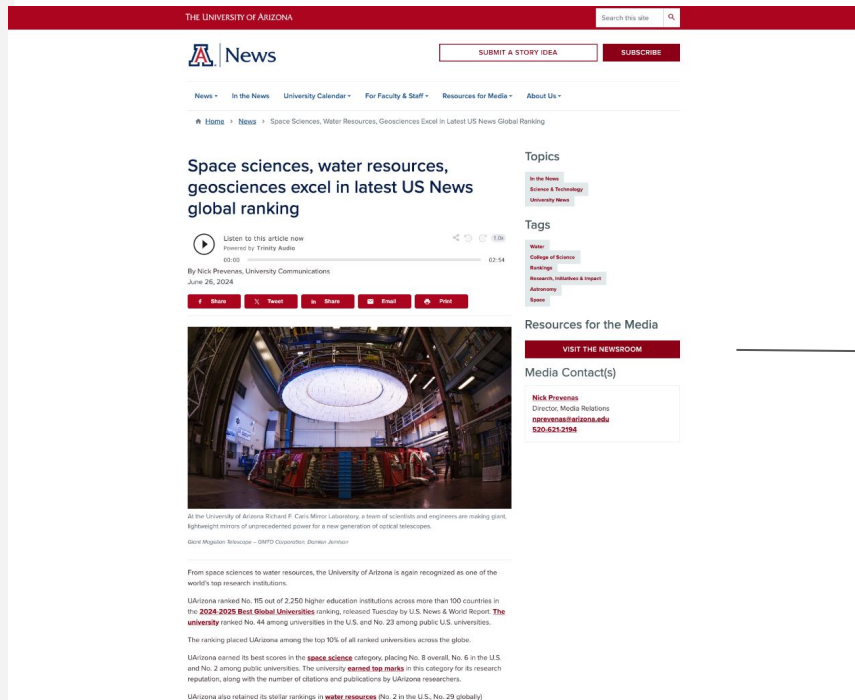 THE UNIVERSITY OF ARIZONA
Search this site
A News
SUBMIT A STORY IDEA
SUBSCRIBE
News
In the News
University Calendar
For Faculty & Staff
Resources for Media
About Us
Home > News > Space Sciences, Water Resources, Geosciences Excel in Latest US News Global Ranking
Space sciences, water resources,
geosciences excel in latest US News
global ranking
Listen to this article now
Powered by Trinity Audio
1.0x
00:00
02:54
By Nick Prevenas, University Communications
June 26, 2024
Share
Tweet
Share
Email
Print
At the University of Arizona Richard F. Caris Mirror Laboratory, a team of scientists and engineers are making giant,
lightweight mirrors of unprecedented power for a new generation of optical telescopes.
Giant Magellan Telescope – GMTO Corporation, Damien Jemison
From space sciences to water resources, the University of Arizona is again recognized as one of the
world's top research institutions.
UArizona ranked No. 115 out of 2,250 higher education institutions across more than 100 countries in
the 2024-2025 Best Global Universities ranking, released Tuesday by U.S. News & World Report. The
university ranked No. 44 among universities in the U.S. and No. 23 among public U.S. universities.
The ranking placed UArizona among the top 10% of all ranked universities across the globe.
UArizona earned its best scores in the space science category, placing No. 8 overall, No. 6 in the U.S.
and No. 2 among public universities. The university earned top marks in this category for its research
reputation, along with the number of citations and publications by UArizona researchers.
UArizona also retained its stellar rankings in water resources (No. 2 in the U.S., No. 29 globally)
Topics
In the News
Science & Technology
University News
Tags
Water
College of Science
Rankings
Research, Initiatives & Impact
Astronomy
Space
Resources for the Media
VISIT THE NEWSROOM
Media Contact(s)
Nick Prevenas
Director, Media Relations
nprevenas@arizona.edu
520-621-2194